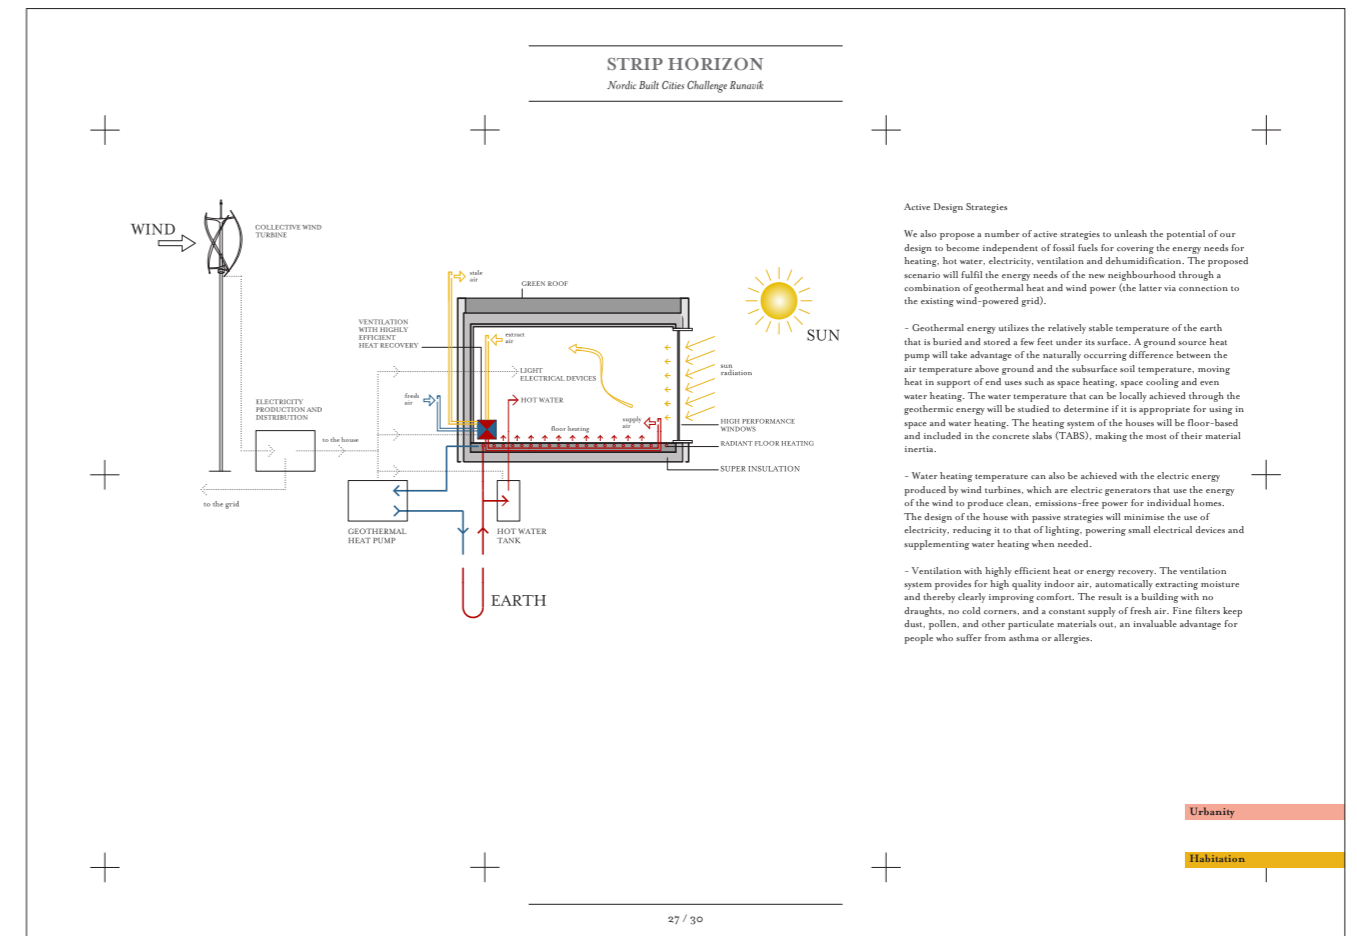 STRIP HORIZON
Nordic Built Cities Challenge Runavík
WIND
COLLECTIVE WIND
TURBINE
stale
air
GREEN ROOF
VENTILATION
WITH HIGHLY
EFFICIENT
HEAT RECOVERY
extract
air
SUN
LIGHT
ELECTRICAL DEVICES
sun
radiation
fresh
air
HOT WATER
ELECTRICITY
PRODUCTION AND
DISTRIBUTION
supply
air
floor heating
HIGH PERFORMANCE
WINDOWS
to the house
RADIANT FLOOR HEATING
SUPER INSULATION
to the grid
GEOTHERMAL
HEAT PUMP
HOT WATER
TANK
EARTH
Active Design Strategies
We also propose a number of active strategies to unleash the potential of our
design to become independent of fossil fuels for covering the energy needs for
heating, hot water, electricity, ventilation and dehumidification. The proposed
scenario will fulfil the energy needs of the new neighbourhood through a
combination of geothermal heat and wind power (the latter via connection to
the existing wind-powered grid).
- Geothermal energy utilizes the relatively stable temperature of the earth
that is buried and stored a few feet under its surface. A ground source heat
pump will take advantage of the naturally occurring difference between the
air temperature above ground and the subsurface soil temperature, moving
heat in support of end uses such as space heating, space cooling and even
water heating. The water temperature that can be locally achieved through the
geothermic energy will be studied to determine if it is appropriate for using in
space and water heating. The heating system of the houses will be floor-based
and included in the concrete slabs (TABS), making the most of their material
inertia.
- Water heating temperature can also be achieved with the electric energy
produced by wind turbines, which are electric generators that use the energy
of the wind to produce clean, emissions-free power for individual homes.
The design of the house with passive strategies will minimise the use of
electricity, reducing it to that of lighting, powering small electrical devices and
supplementing water heating when needed.
- Ventilation with highly efficient heat or energy recovery. The ventilation
system provides for high quality indoor air, automatically extracting moisture
and thereby clearly improving comfort. The result is a building with no
draughts, no cold corners, and a constant supply of fresh air. Fine filters keep
dust, pollen, and other particulate materials out, an invaluable advantage for
people who suffer from asthma or allergies.
Urbanity
Habitation
27 / 30